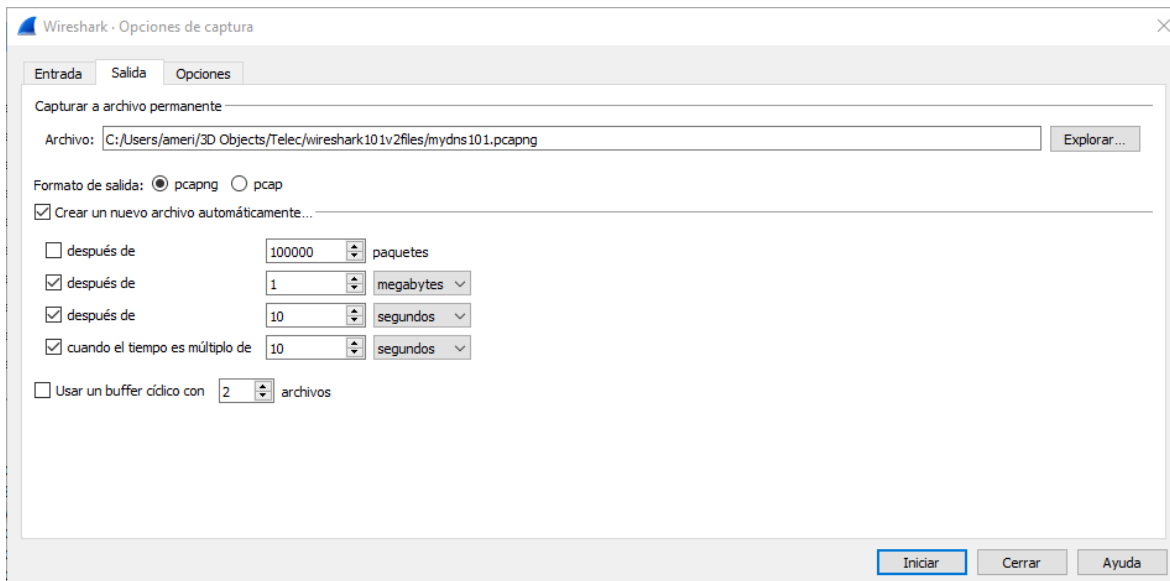 Wireshark · Opciones de captura
Entrada Salida Opciones
Capturar a archivo permanente
Archivo: C:/Users/ameri/3D Objects/Telec/wireshark101v2files/mydns101.pcapng Explorar...
Formato de salida: pcapng pcap
Crear un nuevo archivo automáticamente...
después de 100000 paquetes
después de 1 megabytes
después de 10 segundos
cuando el tiempo es múltiplo de 10 segundos
Usar un buffer cíclico con 2 archivos
Iniciar Cerrar Ayuda